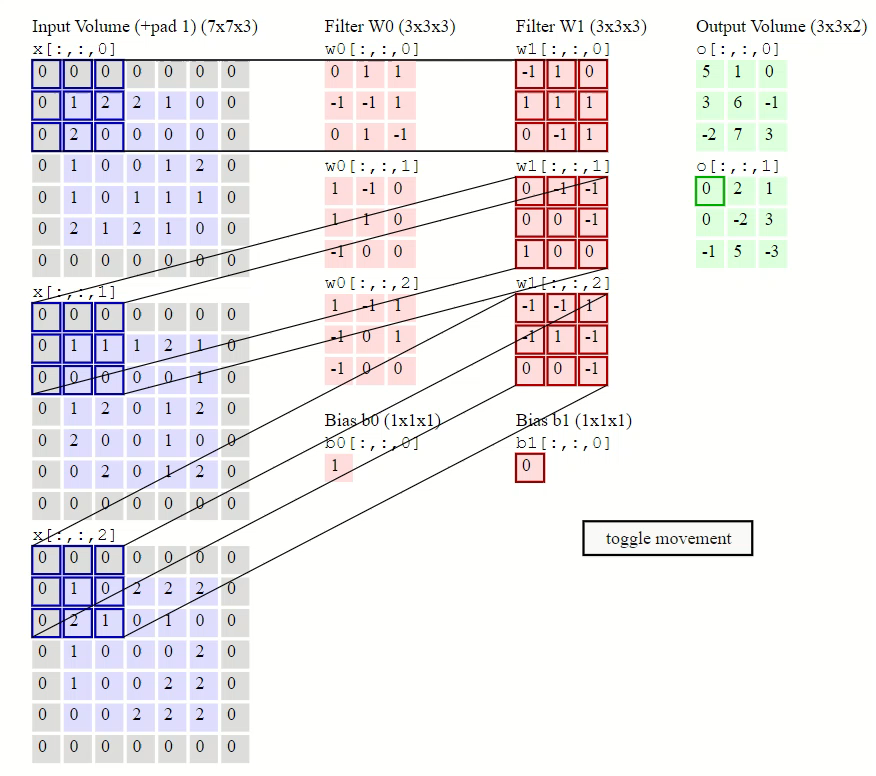 Input Volume (+pad 1) (7x7x3) Filter W0 (3x3x3) Filter W1 (3x3x3) Output Volume (3x3x2)
x[:,:,0] w0[:,:,0] w1[:,:,0] o[:,:,0]
0 0 0 0 0 0 0 0 1 1 -1 1 0 5 1 0
0 1 2 2 1 0 0 -1 -1 1 1 1 1 3 6 -1
0 2 0 0 0 0 0 0 1 -1 0 -1 1 -2 7 3
0 1 0 0 1 2 0 w0[:,:,1] w1[:,:,1] o[:,:,1]
0 1 0 1 1 1 0 1 -1 0 0 -1 -1 0 2 1
0 2 1 2 1 0 0 1 1 0 0 0 -1 0 -2 3
0 0 0 0 0 0 0 -1 0 0 1 0 0 -1 5 -3
x[:,:,1] w0[:,:,2] w1[:,:,2]
0 0 0 0 0 0 0 1 -1 1 -1 -1 1
0 1 1 1 2 1 0 -1 0 1 -1 1 -1
0 0 0 0 0 1 0 -1 0 0 0 0 -1
0 1 2 0 1 2 0 Bias b0 (1x1x1) Bias b1 (1x1x1)
0 2 0 0 1 0 0 b0[:,:,0] b1[:,:,0]
0 0 2 0 1 2 0 1 0
0 0 0 0 0 0 0
x[:,:,2] toggle movement
0 0 0 0 0 0 0
0 1 0 2 2 2 0
0 2 1 0 1 0 0
0 1 0 0 0 2 0
0 1 0 0 2 2 0
0 0 0 2 2 2 0
0 0 0 0 0 0 0